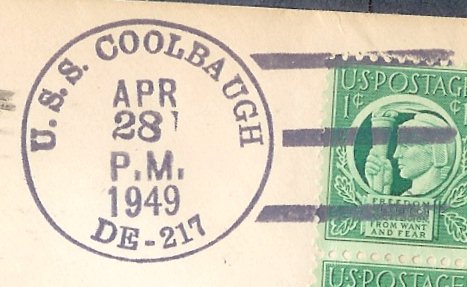 U.S.S. COOLBAUGH
APR
28
P.M.
1949
DE-217
U·S·POSTAGE
1¢ ¢
FREEDOM
FROM WANT
AND FEAR
U·S·POSTAGE